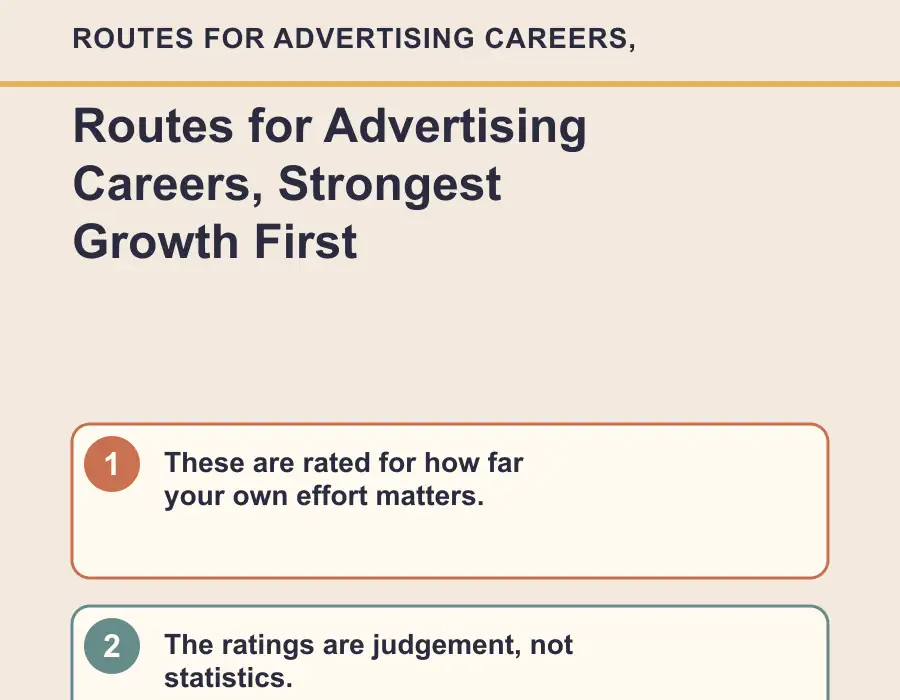 ROUTES FOR ADVERTISING CAREERS,
Routes for Advertising
Careers, Strongest
Growth First
1
These are rated for how far
your own effort matters.
2
The ratings are judgement, not
statistics.